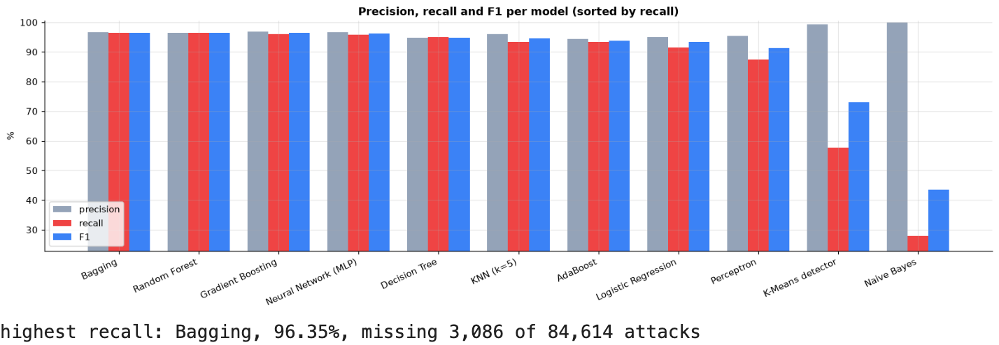 Precision, recall and F1 per model (sorted by recall)
100
90
80
70
60
50
40
30
%
precision
recall
F1
Bagging
Random Forest
Gradient Boosting
Neural Network (MLP)
Decision Tree
KNN (k=5)
AdaBoost
Logistic Regression
Perceptron
K-Means detector
Naive Bayes
highest recall: Bagging, 96.35%, missing 3,086 of 84,614 attacks